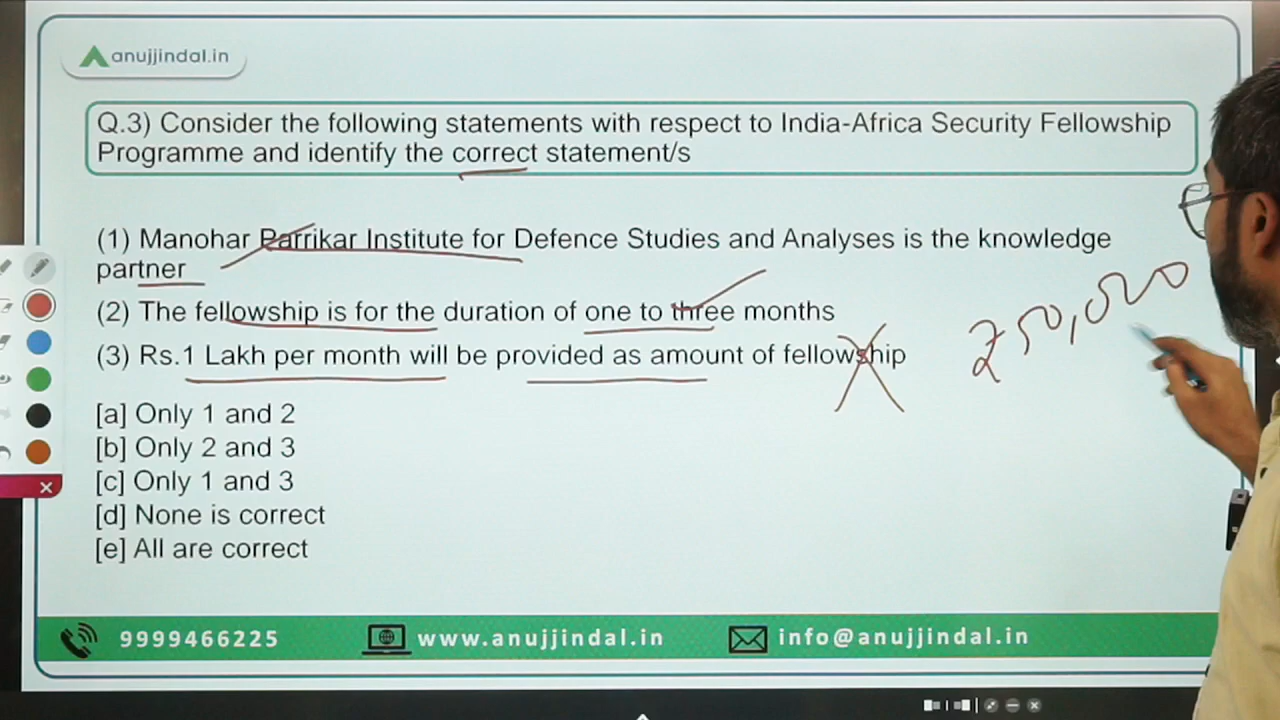 anujjindal.in
Q.3) Consider the following statements with respect to India-Africa Security Fellowship
Programme and identify the correct statement/s
(1) Manohar Parrikar Institute for Defence Studies and Analyses is the knowledge
partner
(2) The fellowship is for the duration of one to three months
(3) Rs.1 Lakh per month will be provided as amount of fellowship
₹50,000
[a] Only 1 and 2
[b] Only 2 and 3
[c] Only 1 and 3
[d] None is correct
[e] All are correct
9999466225 www.anujjindal.in info@anujjindal.in